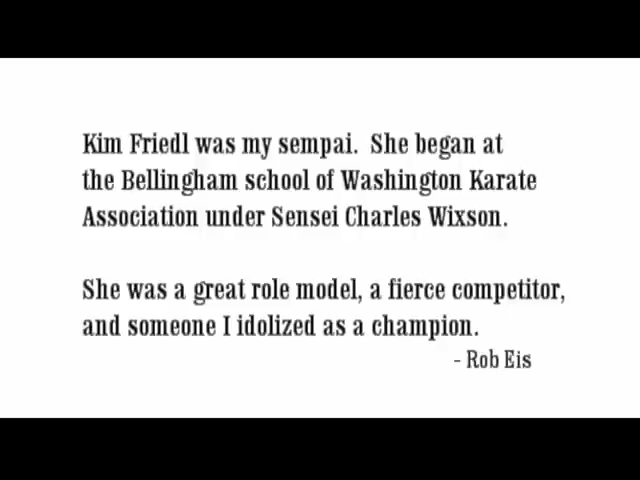 Kim Friedl was my sempai.  She began at
the Bellingham school of Washington Karate
Association under Sensei Charles Wixson.
She was a great role model, a fierce competitor,
and someone I idolized as a champion.
- Rob Eis